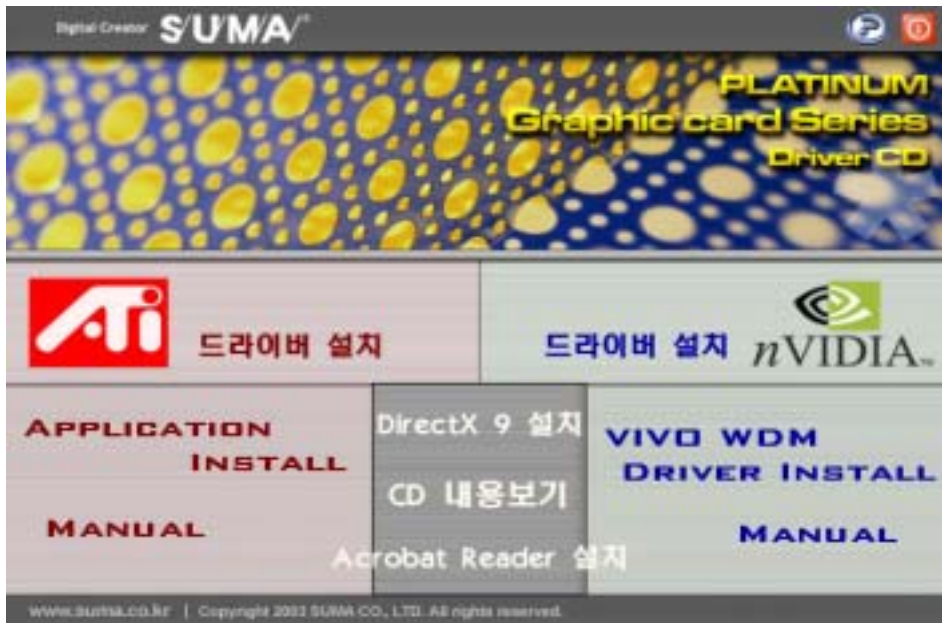 Digital Creator SUMA
PLATINUM
Graphic card Series
Driver CD
ATi 드라이버 설치
드라이버 설치 nVIDIA™
APPLICATION
INSTALL
MANUAL
DirectX 9 설치
CD 내용보기
Acrobat Reader 설치
VIVO WDM
DRIVER INSTALL
MANUAL
www.suma.co.kr | Copyright 2003 SUMA CO., LTD. All rights reserved.